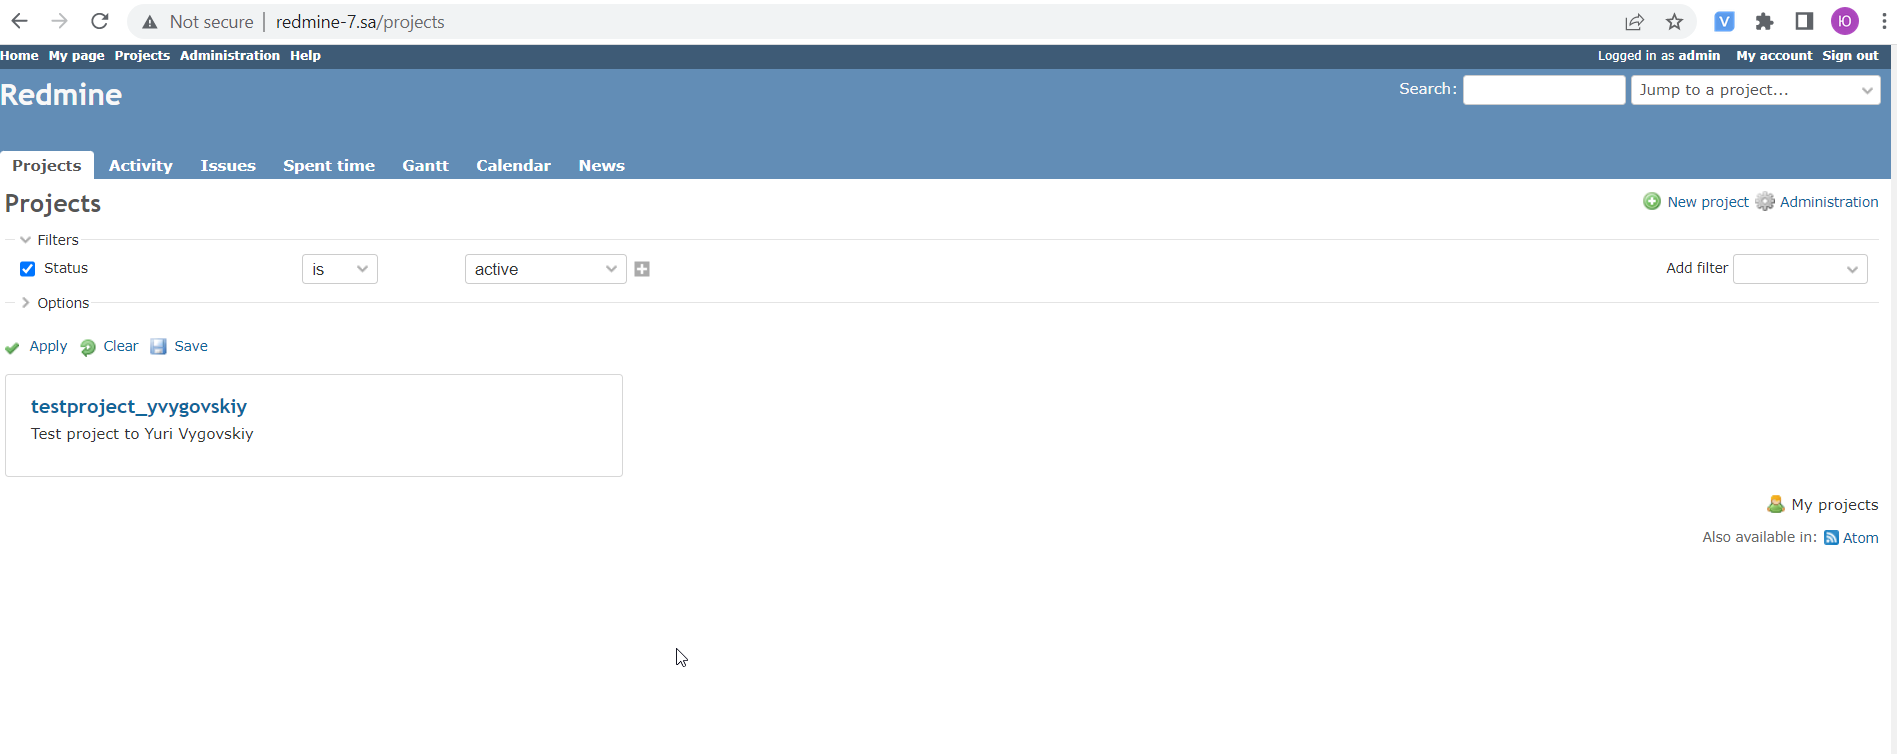 Not secure | redmine-7.sa/projects
V
Ю
Home My page Projects Administration Help
Logged in as admin My account Sign out
Redmine
Search: Jump to a project...
Projects Activity Issues Spent time Gantt Calendar News
Projects
New project Administration
Filters
Status is active Add filter
Options
Apply Clear Save
testproject_yvygovskiy
Test project to Yuri Vygovskiy
My projects
Also available in: Atom